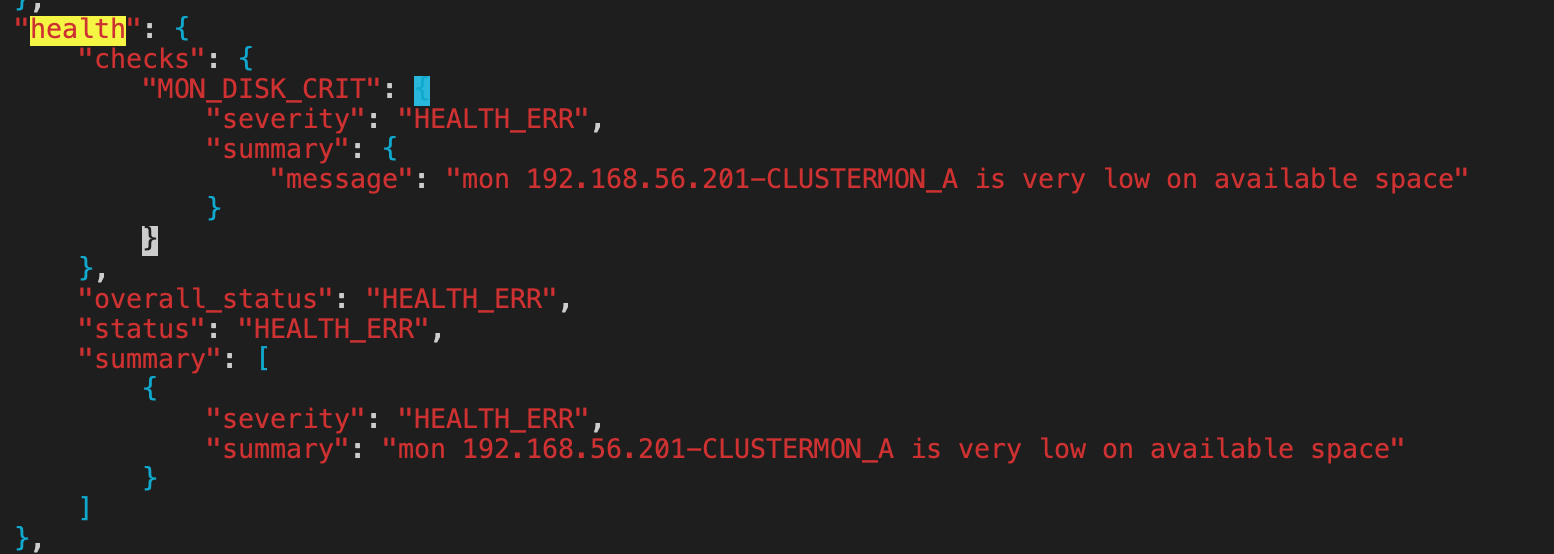 },
"health": {
    "checks": {
        "MON_DISK_CRIT": {
            "severity": "HEALTH_ERR",
            "summary": {
                "message": "mon 192.168.56.201-CLUSTERMON_A is very low on available space"
            }
        }
    },
    "overall_status": "HEALTH_ERR",
    "status": "HEALTH_ERR",
    "summary": [
        {
            "severity": "HEALTH_ERR",
            "summary": "mon 192.168.56.201-CLUSTERMON_A is very low on available space"
        }
    ]
},